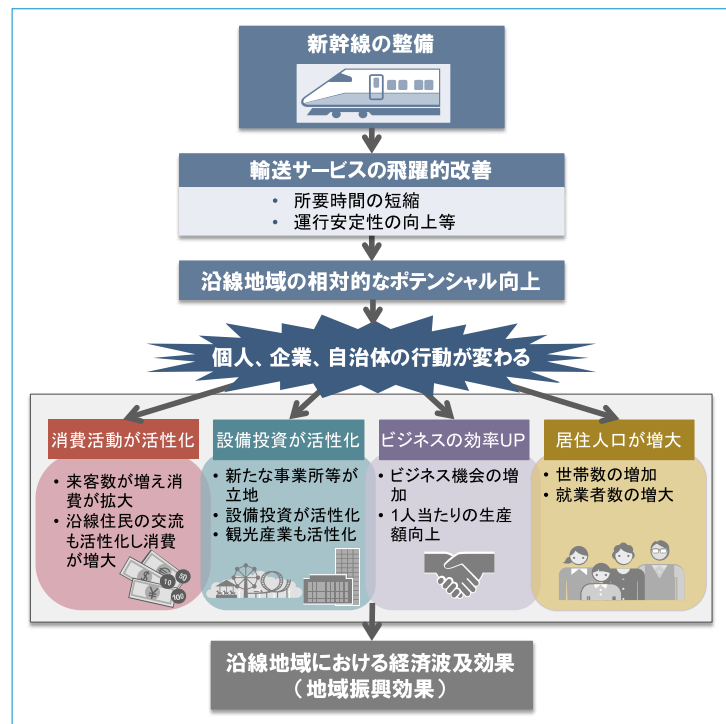 新幹線の整備
輸送サービスの飛躍的改善
• 所要時間の短縮
• 運行安定性の向上等
沿線地域の相対的なポテンシャル向上
個人、企業、自治体の行動が変わる
消費活動が活性化
• 来客数が増え消
費が拡大
• 沿線住民の交流
も活性化し消費
が増大
$
¥
10
50
100
設備投資が活性化
• 新たな事業所等が
立地
• 設備投資が活性化
• 観光産業も活性化
ビジネスの効率UP
• ビジネス機会の増
加
• 1人当たりの生産
額向上
居住人口が増大
• 世帯数の増加
• 就業者数の増大
沿線地域における経済波及効果
（地域振興効果）